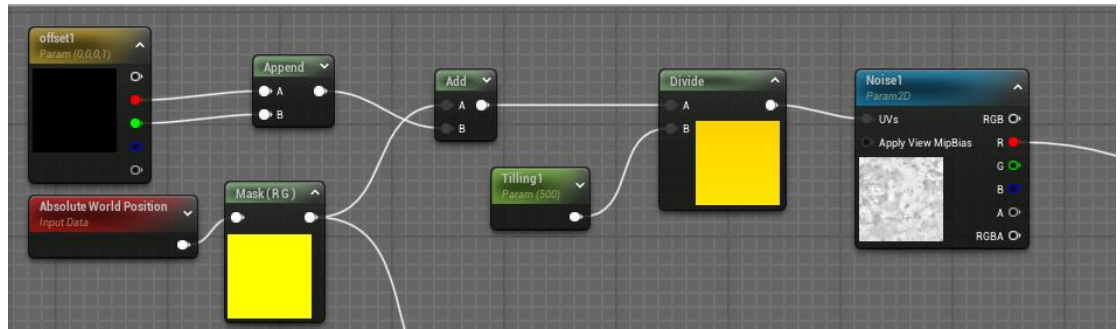 offset1
Param (0,0,0,1)
Append
A
B
Absolute World Position
Input Data
Mask ( R G )
Add
A
B
Tilling1
Param (500)
Divide
A
B
Noise1
Param2D
UVs
RGB
Apply View MipBias
R
G
B
A
RGBA